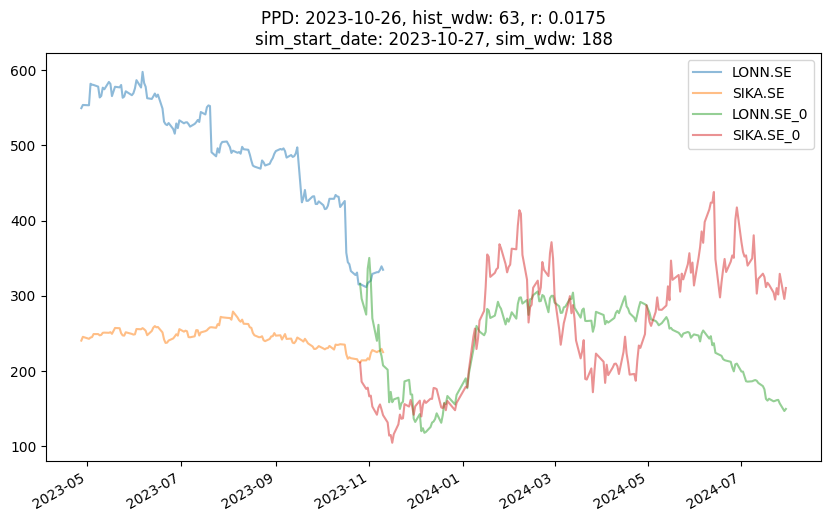 PPD: 2023-10-26, hist_wdw: 63, r: 0.0175
sim_start_date: 2023-10-27, sim_wdw: 188
600
500
400
300
200
100
LONN.SE
SIKA.SE
LONN.SE_0
SIKA.SE_0
2023-05
2023-07
2023-09
2023-11
2024-01
2024-03
2024-05
2024-07